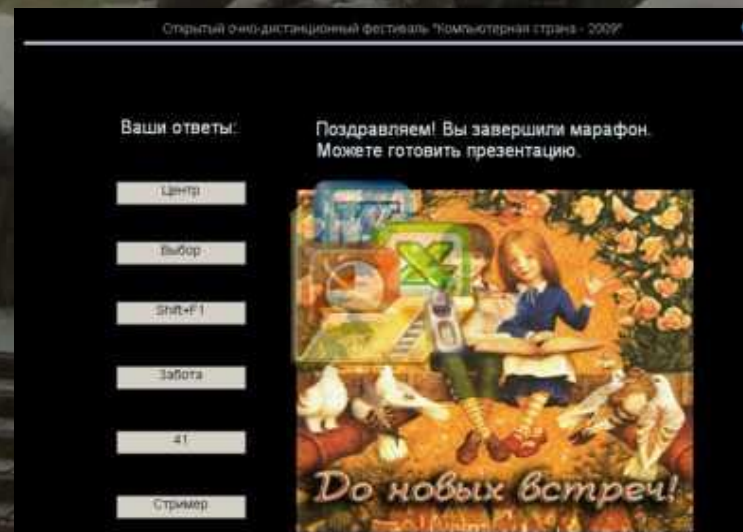 Открытый очно-дистанционный фестиваль "Компьютерная страна - 2009"
Ваши ответы:
Поздравляем! Вы завершили марафон.
Можете готовить презентацию.
Центр
Выбор
Shift+F1
Забота
41
Стример
До новых встреч!